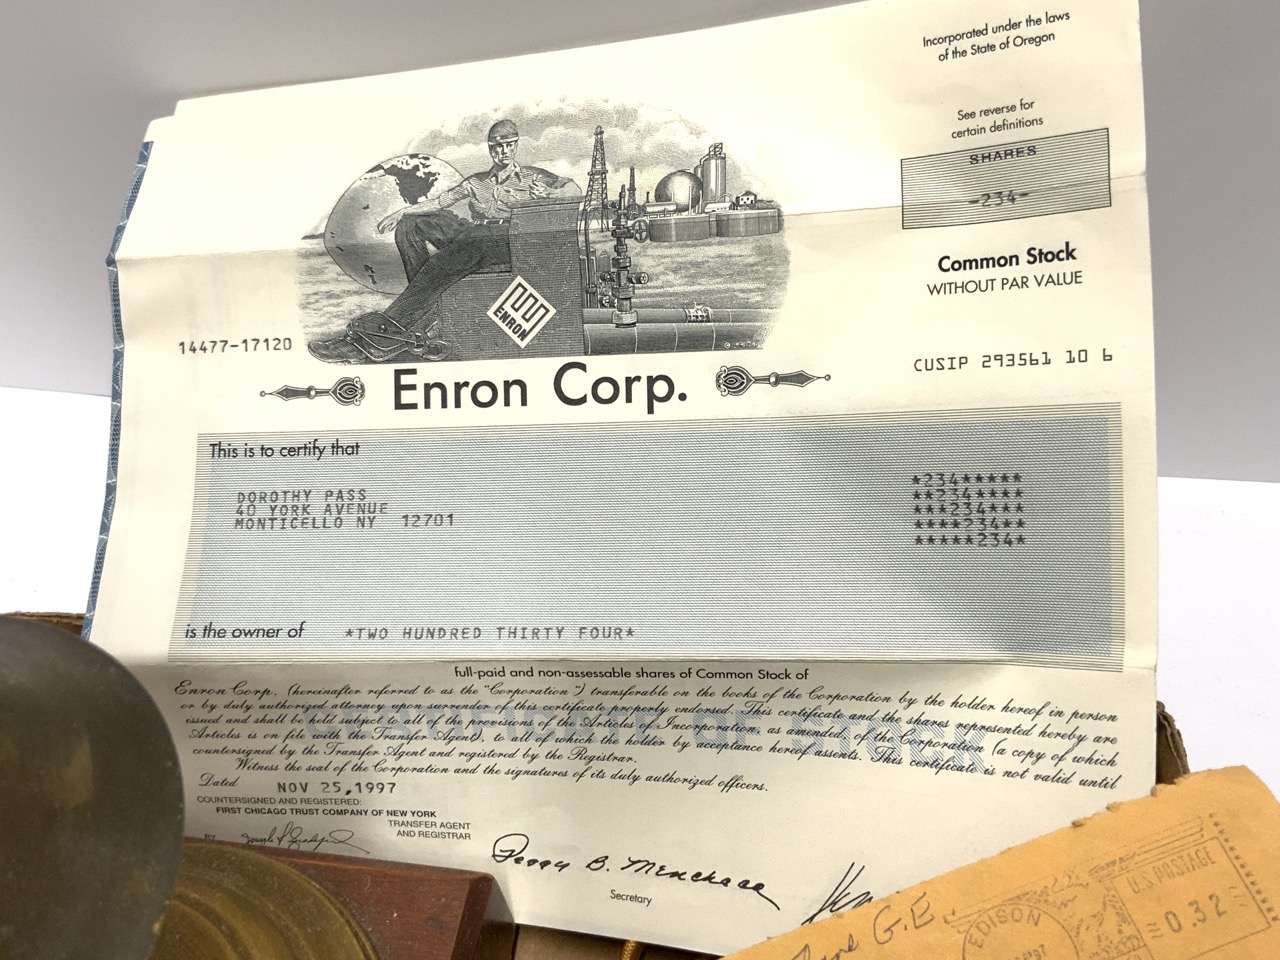 Incorporated under the laws
of the State of Oregon
See reverse for
certain definitions
SHARES
-234-
Common Stock
WITHOUT PAR VALUE
ENRON
14477-17120
CUSIP 293561 10 6
Enron Corp.
This is to certify that
DOROTHY PASS
40 YORK AVENUE
MONTICELLO NY 12701
*234*****
**234****
***234***
****234**
*****234*
is the owner of *TWO HUNDRED THIRTY FOUR*
full-paid and non-assessable shares of Common Stock of
Enron Corp. (hereinafter referred to as the "Corporation") transferable on the books of the Corporation by the holder hereof in person
or by duly authorized attorney upon surrender of this certificate properly endorsed. This certificate and the shares represented hereby are
issued and shall be held subject to all of the provisions of the Articles of Incorporation, as amended, of the Corporation (a copy of which
Articles is on file with the Transfer Agent), to all of which the holder by acceptance hereof assents. This certificate is not valid until
countersigned by the Transfer Agent and registered by the Registrar.
Witness the seal of the Corporation and the signatures of its duly authorized officers.
Dated NOV 25,1997
COUNTERSIGNED AND REGISTERED:
FIRST CHICAGO TRUST COMPANY OF NEW YORK
TRANSFER AGENT
AND REGISTRAR
BY
Peggy B. Menchaca
Secretary
G.E.
EDISON
U.S. POSTAGE
0.32